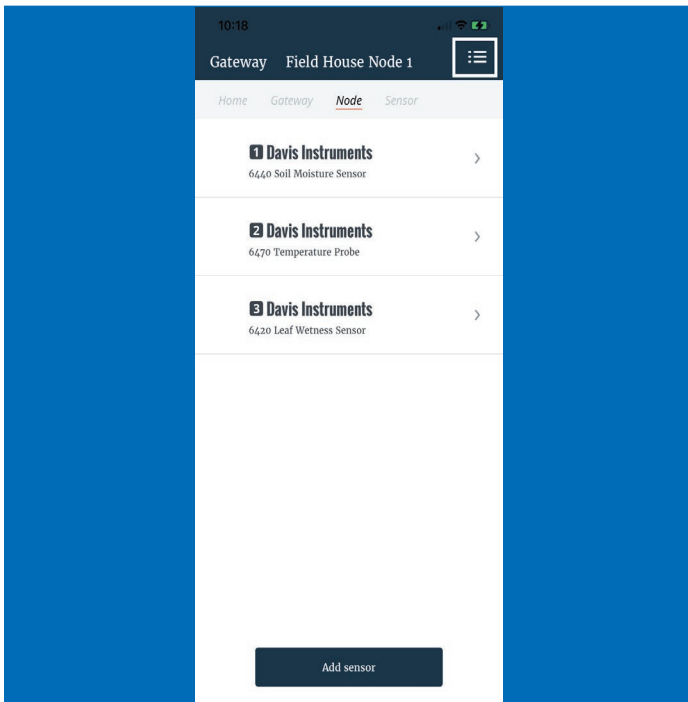 10:18
Gateway Field House Node 1
Home Gateway Node Sensor
1 Davis Instruments
6440 Soil Moisture Sensor
2 Davis Instruments
6470 Temperature Probe
3 Davis Instruments
6420 Leaf Wetness Sensor
Add sensor